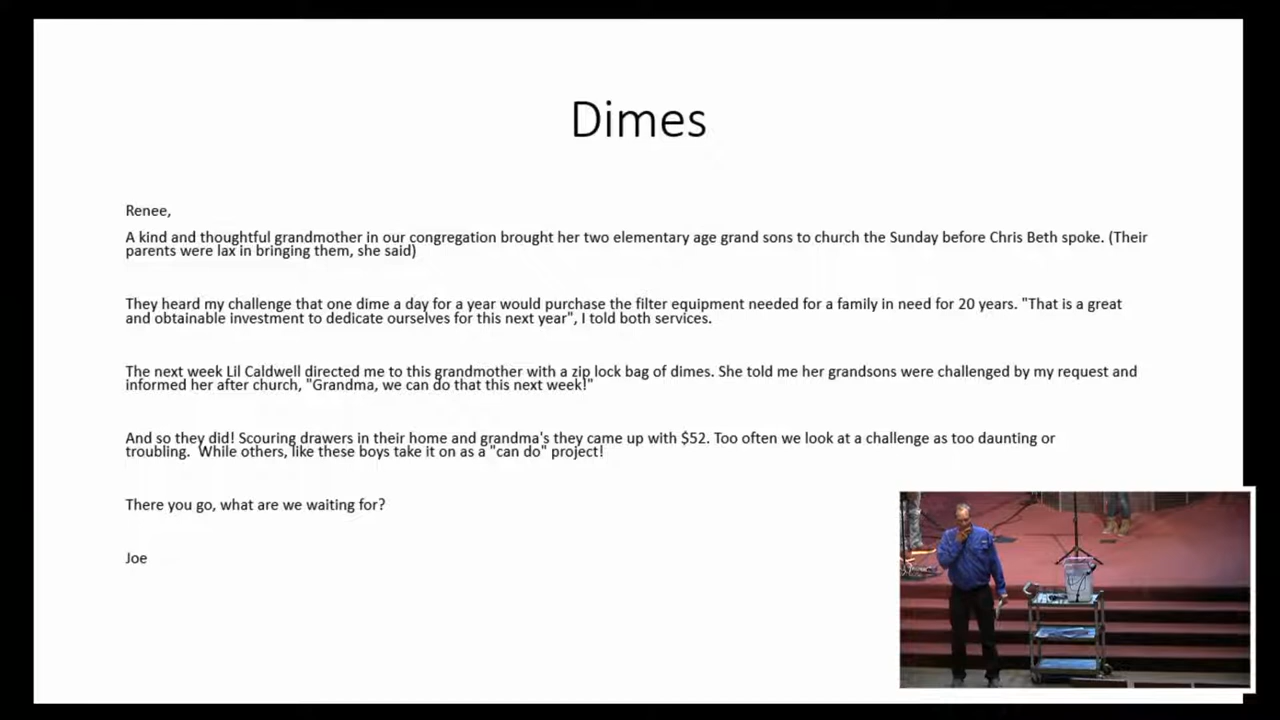 Dimes
Renee,
A kind and thoughtful grandmother in our congregation brought her two elementary age grand sons to church the Sunday before Chris Beth spoke. (Their
parents were lax in bringing them, she said)
They heard my challenge that one dime a day for a year would purchase the filter equipment needed for a family in need for 20 years. "That is a great
and obtainable investment to dedicate ourselves for this next year", I told both services.
The next week Lil Caldwell directed me to this grandmother with a zip lock bag of dimes. She told me her grandsons were challenged by my request and
informed her after church, "Grandma, we can do that this next week!"
And so they did! Scouring drawers in their home and grandma's they came up with $52. Too often we look at a challenge as too daunting or
troubling.  While others, like these boys take it on as a "can do" project!
There you go, what are we waiting for?
Joe